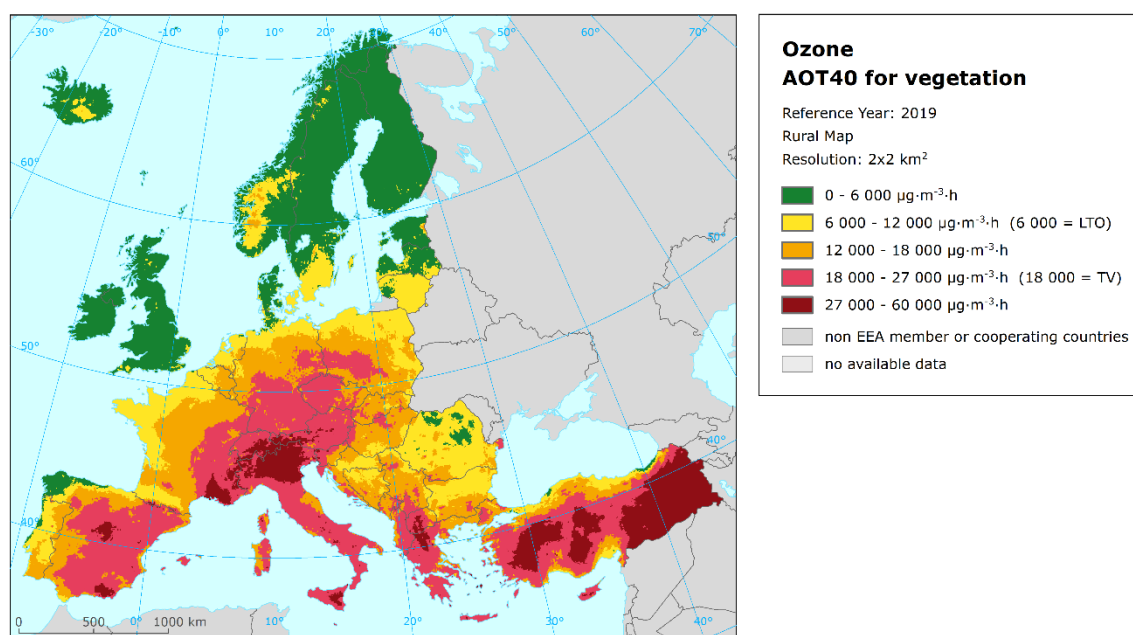 -30° -20° -10° 0° 10° 20° 30° 40° 50° 60° 70°
60°
50°
50°
40°
40°
0 500 1000 km
0° 10° 20° 30° 40°
Ozone
AOT40 for vegetation
Reference Year: 2019
Rural Map
Resolution: 2x2 km²
0 - 6 000 µg·m⁻³·h
6 000 - 12 000 µg·m⁻³·h (6 000 = LTO)
12 000 - 18 000 µg·m⁻³·h
18 000 - 27 000 µg·m⁻³·h (18 000 = TV)
27 000 - 60 000 µg·m⁻³·h
non EEA member or cooperating countries
no available data